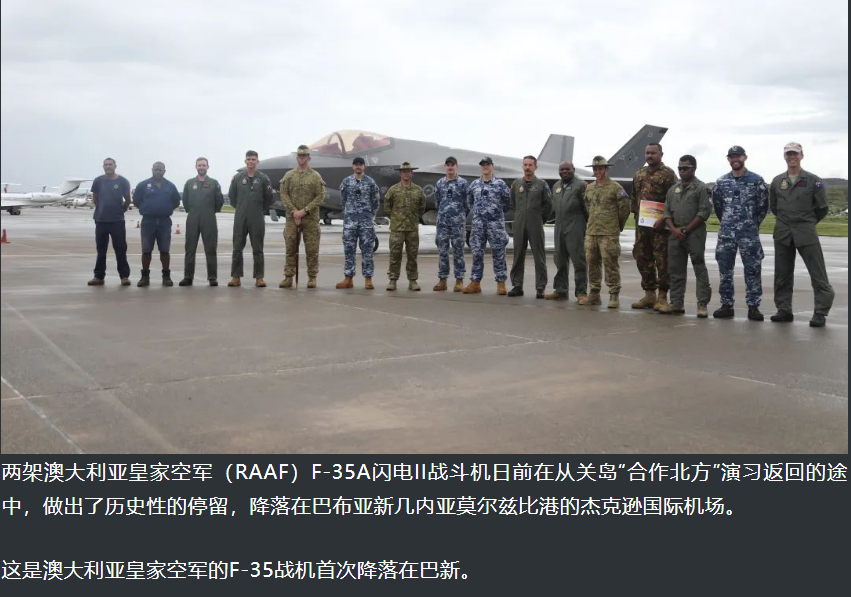 两架澳大利亚皇家空军（RAAF）F-35A闪电II战斗机日前在从关岛“合作北方”演习返回的途
中，做出了历史性的停留，降落在巴布亚新几内亚莫尔兹比港的杰克逊国际机场。
这是澳大利亚皇家空军的F-35战机首次降落在巴新。